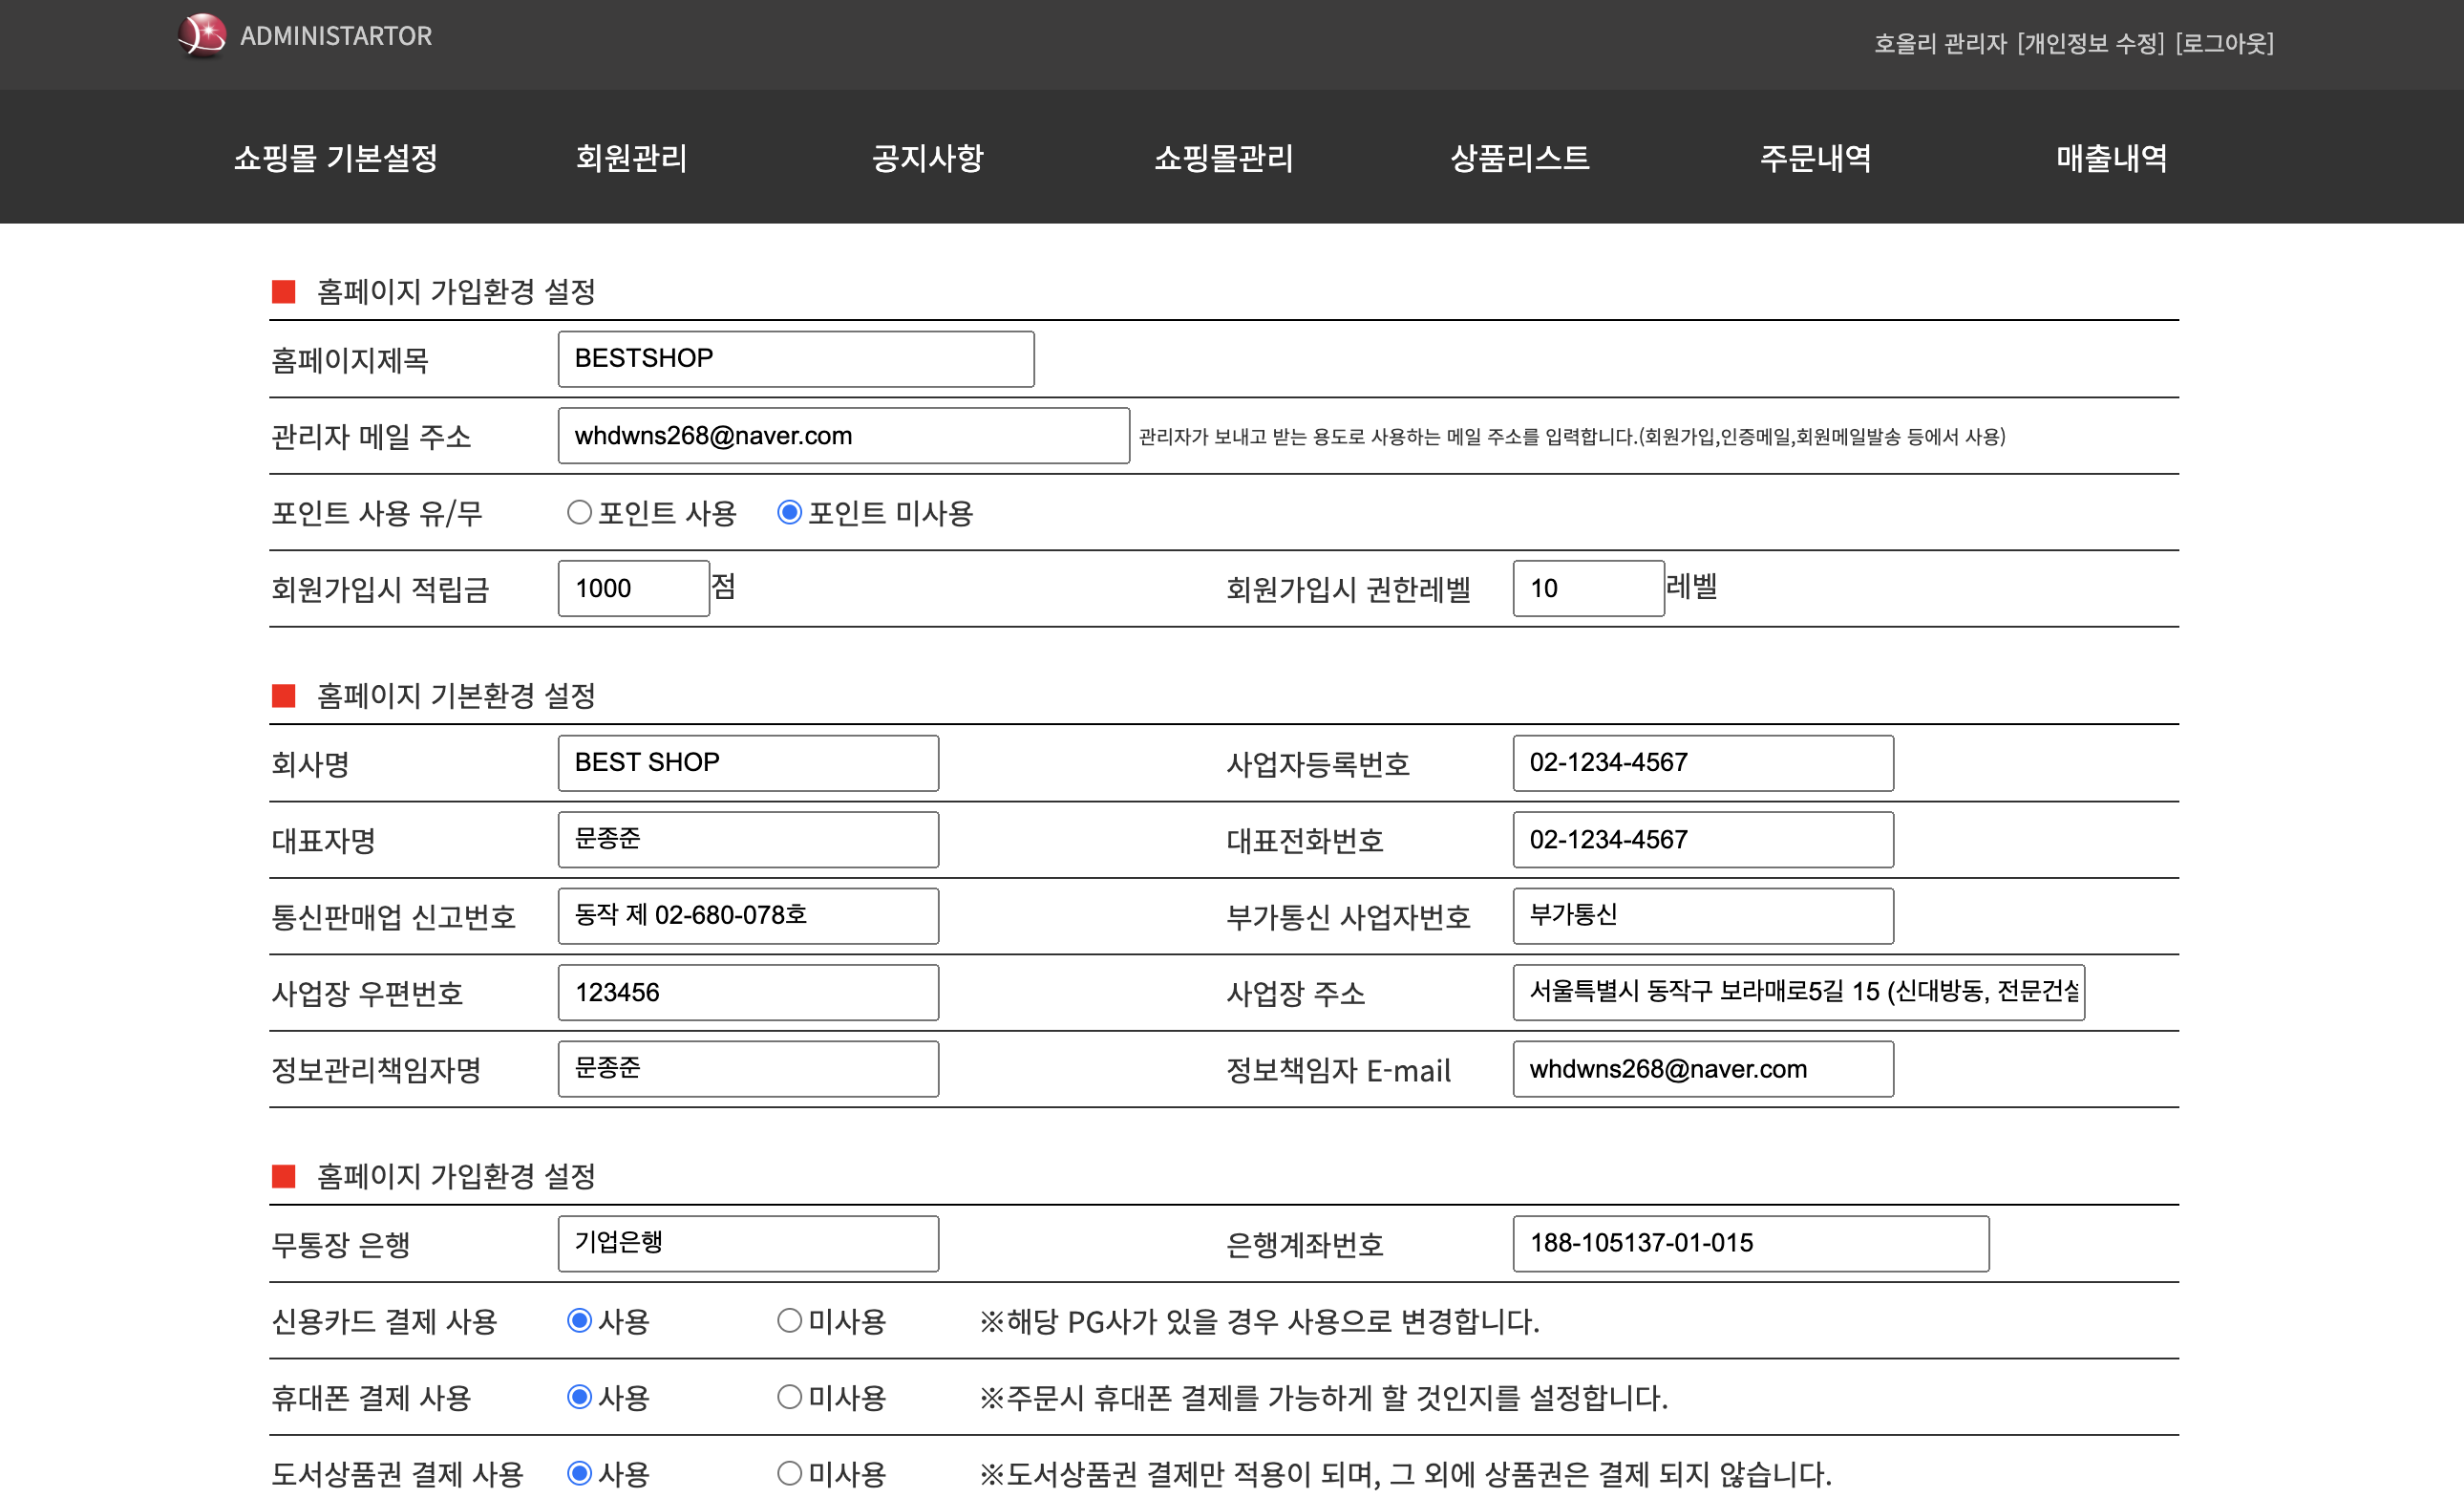 ADMINISTARTOR
호올리 관리자 [개인정보 수정] [로그아웃]
쇼핑몰 기본설정 회원관리 공지사항 쇼핑몰관리 상품리스트 주문내역 매출내역
홈페이지 가입환경 설정
홈페이지제목 BESTSHOP
관리자 메일 주소 whdwns268@naver.com 관리자가 보내고 받는 용도로 사용하는 메일 주소를 입력합니다.(회원가입,인증메일,회원메일발송 등에서 사용)
포인트 사용 유/무 포인트 사용 포인트 미사용
회원가입시 적립금 1000 점 회원가입시 권한레벨 10 레벨
홈페이지 기본환경 설정
회사명 BEST SHOP 사업자등록번호 02-1234-4567
대표자명 문종준 대표전화번호 02-1234-4567
통신판매업 신고번호 동작 제 02-680-078호 부가통신 사업자번호 부가통신
사업장 우편번호 123456 사업장 주소 서울특별시 동작구 보라매로5길 15 (신대방동, 전문건설
정보관리책임자명 문종준 정보책임자 E-mail whdwns268@naver.com
홈페이지 가입환경 설정
무통장 은행 기업은행 은행계좌번호 188-105137-01-015
신용카드 결제 사용 사용 미사용 ※해당 PG사가 있을 경우 사용으로 변경합니다.
휴대폰 결제 사용 사용 미사용 ※주문시 휴대폰 결제를 가능하게 할 것인지를 설정합니다.
도서상품권 결제 사용 사용 미사용 ※도서상품권 결제만 적용이 되며, 그 외에 상품권은 결제 되지 않습니다.